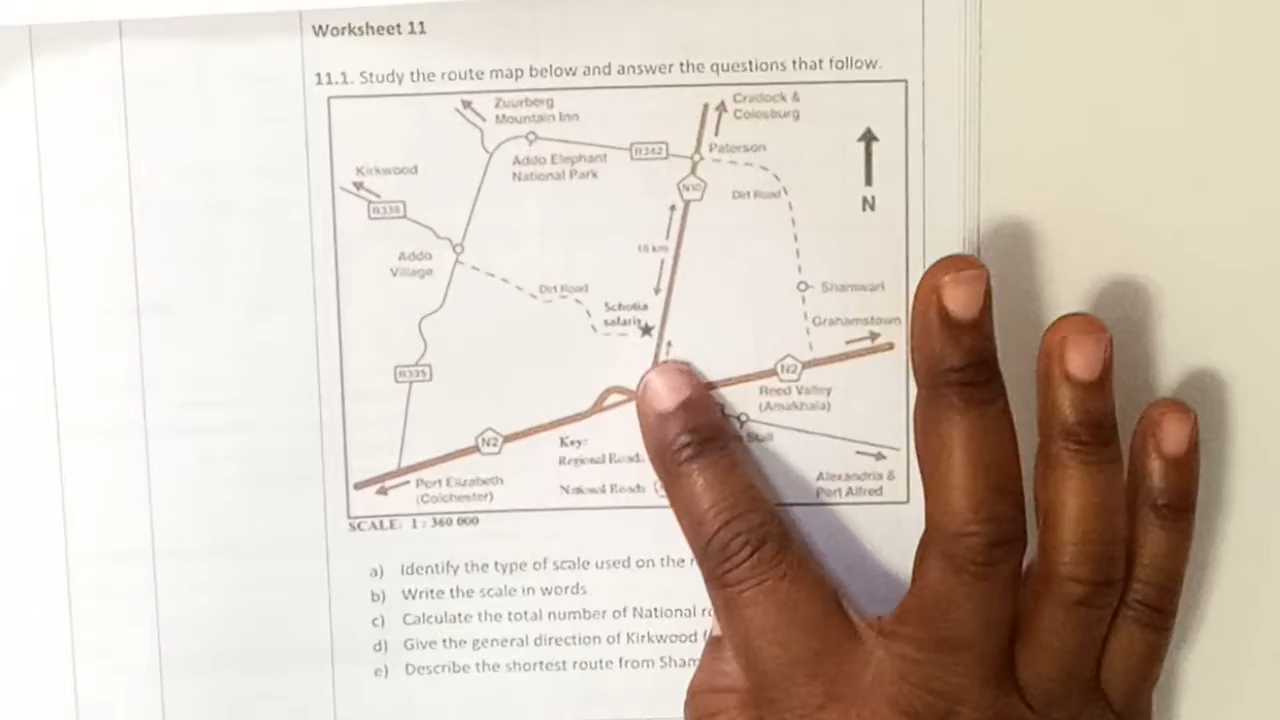 Worksheet 11
11.1. Study the route map below and answer the questions that follow.
Zuurberg
Mountain Inn
Cradock &
Colesburg
R342
Paterson
Addo Elephant
National Park
Kirkwood
N10
Dirt Road
N
R336
18 km
Addo
Village
Dirt Road
Shamwari
Schotia
safaris
Grahamstown
R335
N2
Reed Valley
(Amakhala)
N2
Key:
Regional Road:
National Roads
Port Elizabeth
(Colchester)
Alexandria &
Port Alfred
SCALE: 1 : 360 000
a) Identify the type of scale used on the
b) Write the scale in words.
c) Calculate the total number of National
d) Give the general direction of Kirkwood
e) Describe the shortest route from Sham